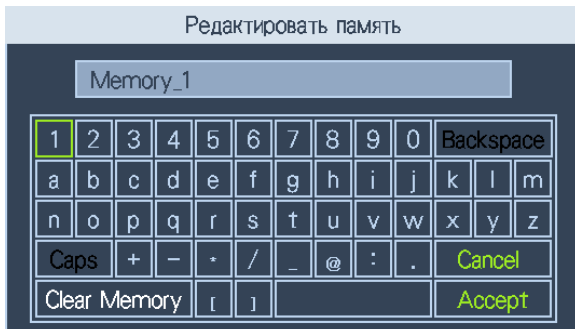 Редактировать память
Memory_1
1 2 3 4 5 6 7 8 9 0 Backspace
a b c d e f g h i j k l m
n o p q r s t u v w x y z
Caps + - * / _ @ : . Cancel
Clear Memory [ ] Accept